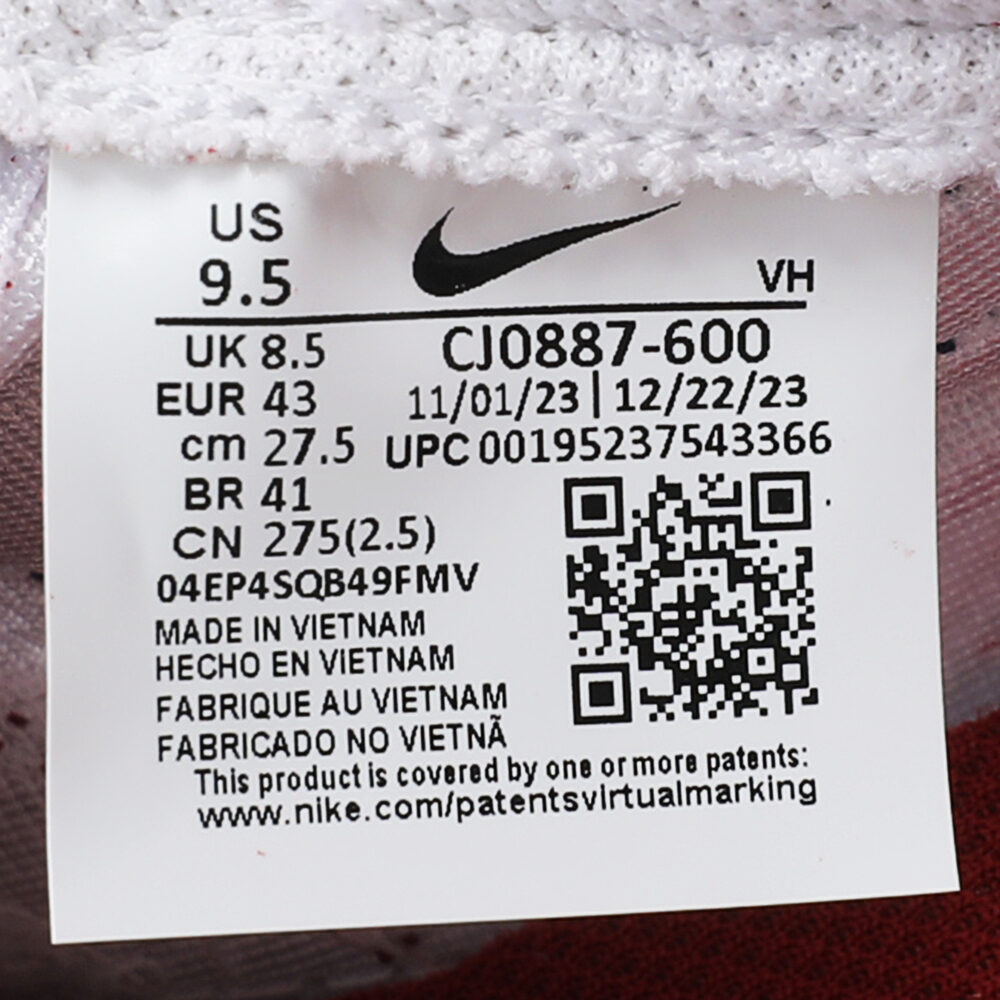 US
9.5
VH
UK 8.5
CJ0887-600
EUR 43
11/01/23 | 12/22/23
cm 27.5
UPC 00195237543366
BR 41
CN 275(2.5)
04EP4SQB49FMV
MADE IN VIETNAM
HECHO EN VIETNAM
FABRIQUE AU VIETNAM
FABRICADO NO VIETNÃ
This product is covered by one or more patents:
www.nike.com/patentsvirtualmarking